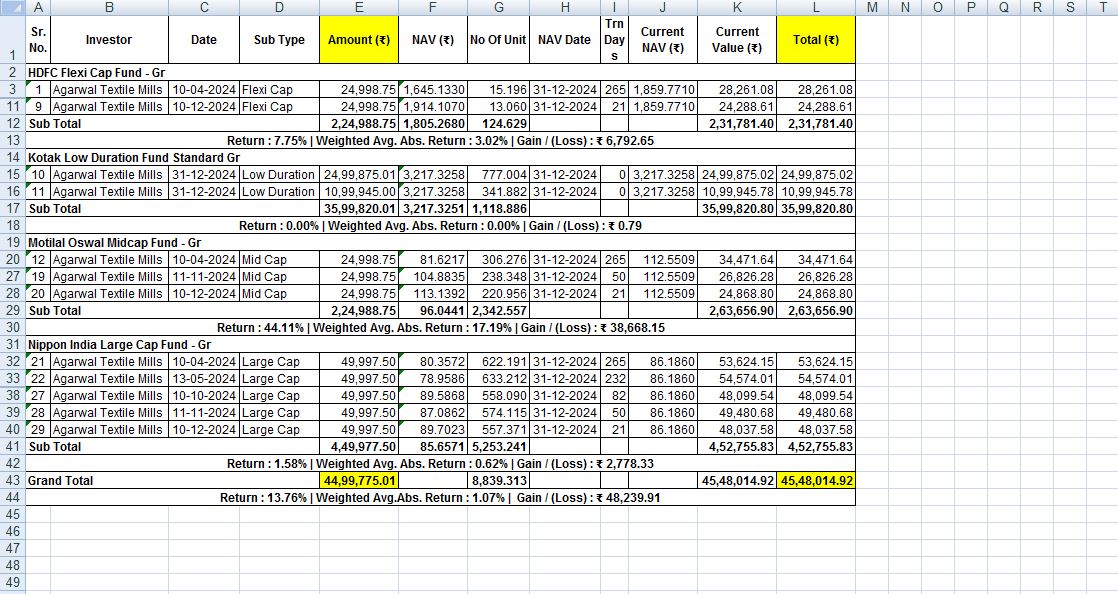 A B C D E F G H I J K L M N O P Q R S T
1 Sr. No. Investor Date Sub Type Amount (₹) NAV (₹) No Of Unit NAV Date Trn Day s Current NAV (₹) Current Value (₹) Total (₹)
2 HDFC Flexi Cap Fund - Gr
3 1 Agarwal Textile Mills 10-04-2024 Flexi Cap 24,998.75 1,645.1330 15.196 31-12-2024 265 1,859.7710 28,261.08 28,261.08
11 9 Agarwal Textile Mills 10-12-2024 Flexi Cap 24,998.75 1,914.1070 13.060 31-12-2024 21 1,859.7710 24,288.61 24,288.61
12 Sub Total 2,24,988.75 1,805.2680 124.629 2,31,781.40 2,31,781.40
13 Return : 7.75% | Weighted Avg. Abs. Return : 3.02% | Gain / (Loss) : ₹ 6,792.65
14 Kotak Low Duration Fund Standard Gr
15 10 Agarwal Textile Mills 31-12-2024 Low Duration 24,99,875.01 3,217.3258 777.004 31-12-2024 0 3,217.3258 24,99,875.02 24,99,875.02
16 11 Agarwal Textile Mills 31-12-2024 Low Duration 10,99,945.00 3,217.3258 341.882 31-12-2024 0 3,217.3258 10,99,945.78 10,99,945.78
17 Sub Total 35,99,820.01 3,217.3251 1,118.886 35,99,820.80 35,99,820.80
18 Return : 0.00% | Weighted Avg. Abs. Return : 0.00% | Gain / (Loss) : ₹ 0.79
19 Motilal Oswal Midcap Fund - Gr
20 12 Agarwal Textile Mills 10-04-2024 Mid Cap 24,998.75 81.6217 306.276 31-12-2024 265 112.5509 34,471.64 34,471.64
27 19 Agarwal Textile Mills 11-11-2024 Mid Cap 24,998.75 104.8835 238.348 31-12-2024 50 112.5509 26,826.28 26,826.28
28 20 Agarwal Textile Mills 10-12-2024 Mid Cap 24,998.75 113.1392 220.956 31-12-2024 21 112.5509 24,868.80 24,868.80
29 Sub Total 2,24,988.75 96.0441 2,342.557 2,63,656.90 2,63,656.90
30 Return : 44.11% | Weighted Avg. Abs. Return : 17.19% | Gain / (Loss) : ₹ 38,668.15
31 Nippon India Large Cap Fund - Gr
32 21 Agarwal Textile Mills 10-04-2024 Large Cap 49,997.50 80.3572 622.191 31-12-2024 265 86.1860 53,624.15 53,624.15
33 22 Agarwal Textile Mills 13-05-2024 Large Cap 49,997.50 78.9586 633.212 31-12-2024 232 86.1860 54,574.01 54,574.01
38 27 Agarwal Textile Mills 10-10-2024 Large Cap 49,997.50 89.5868 558.090 31-12-2024 82 86.1860 48,099.54 48,099.54
39 28 Agarwal Textile Mills 11-11-2024 Large Cap 49,997.50 87.0862 574.115 31-12-2024 50 86.1860 49,480.68 49,480.68
40 29 Agarwal Textile Mills 10-12-2024 Large Cap 49,997.50 89.7023 557.371 31-12-2024 21 86.1860 48,037.58 48,037.58
41 Sub Total 4,49,977.50 85.6571 5,253.241 4,52,755.83 4,52,755.83
42 Return : 1.58% | Weighted Avg. Abs. Return : 0.62% | Gain / (Loss) : ₹ 2,778.33
43 Grand Total 44,99,775.01 8,839.313 45,48,014.92 45,48,014.92
44 Return : 13.76% | Weighted Avg.Abs. Return : 1.07% | Gain / (Loss) : ₹ 48,239.91
45
46
47
48
49